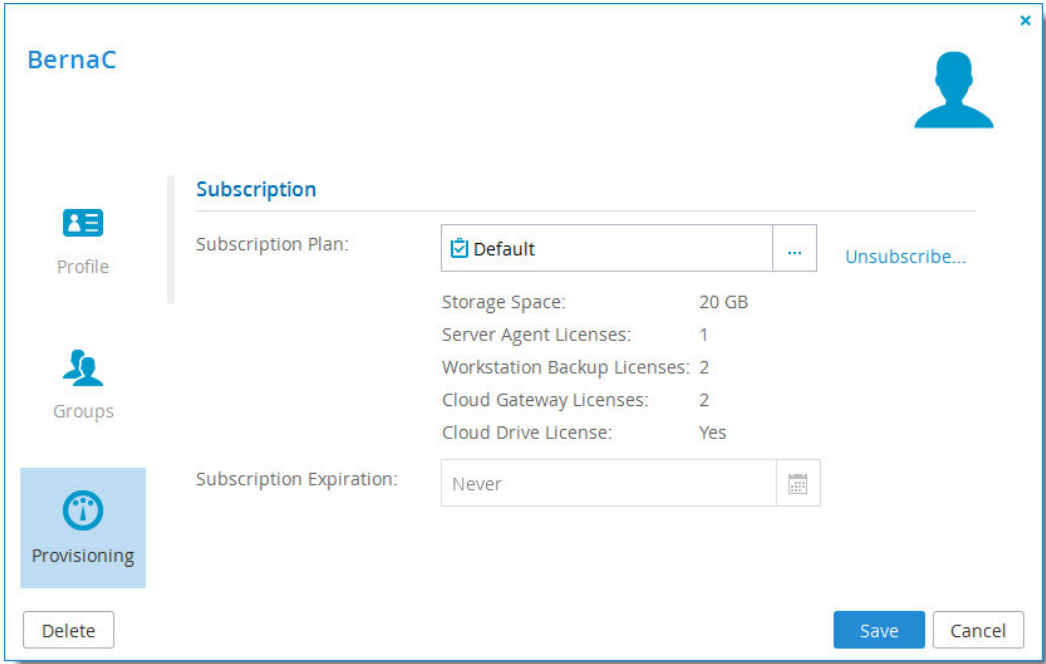 BernaC
Profile
Groups
Provisioning
Subscription
Subscription Plan: Default ... Unsubscribe...
Storage Space: 20 GB
Server Agent Licenses: 1
Workstation Backup Licenses: 2
Cloud Gateway Licenses: 2
Cloud Drive License: Yes
Subscription Expiration: Never
Delete Save Cancel